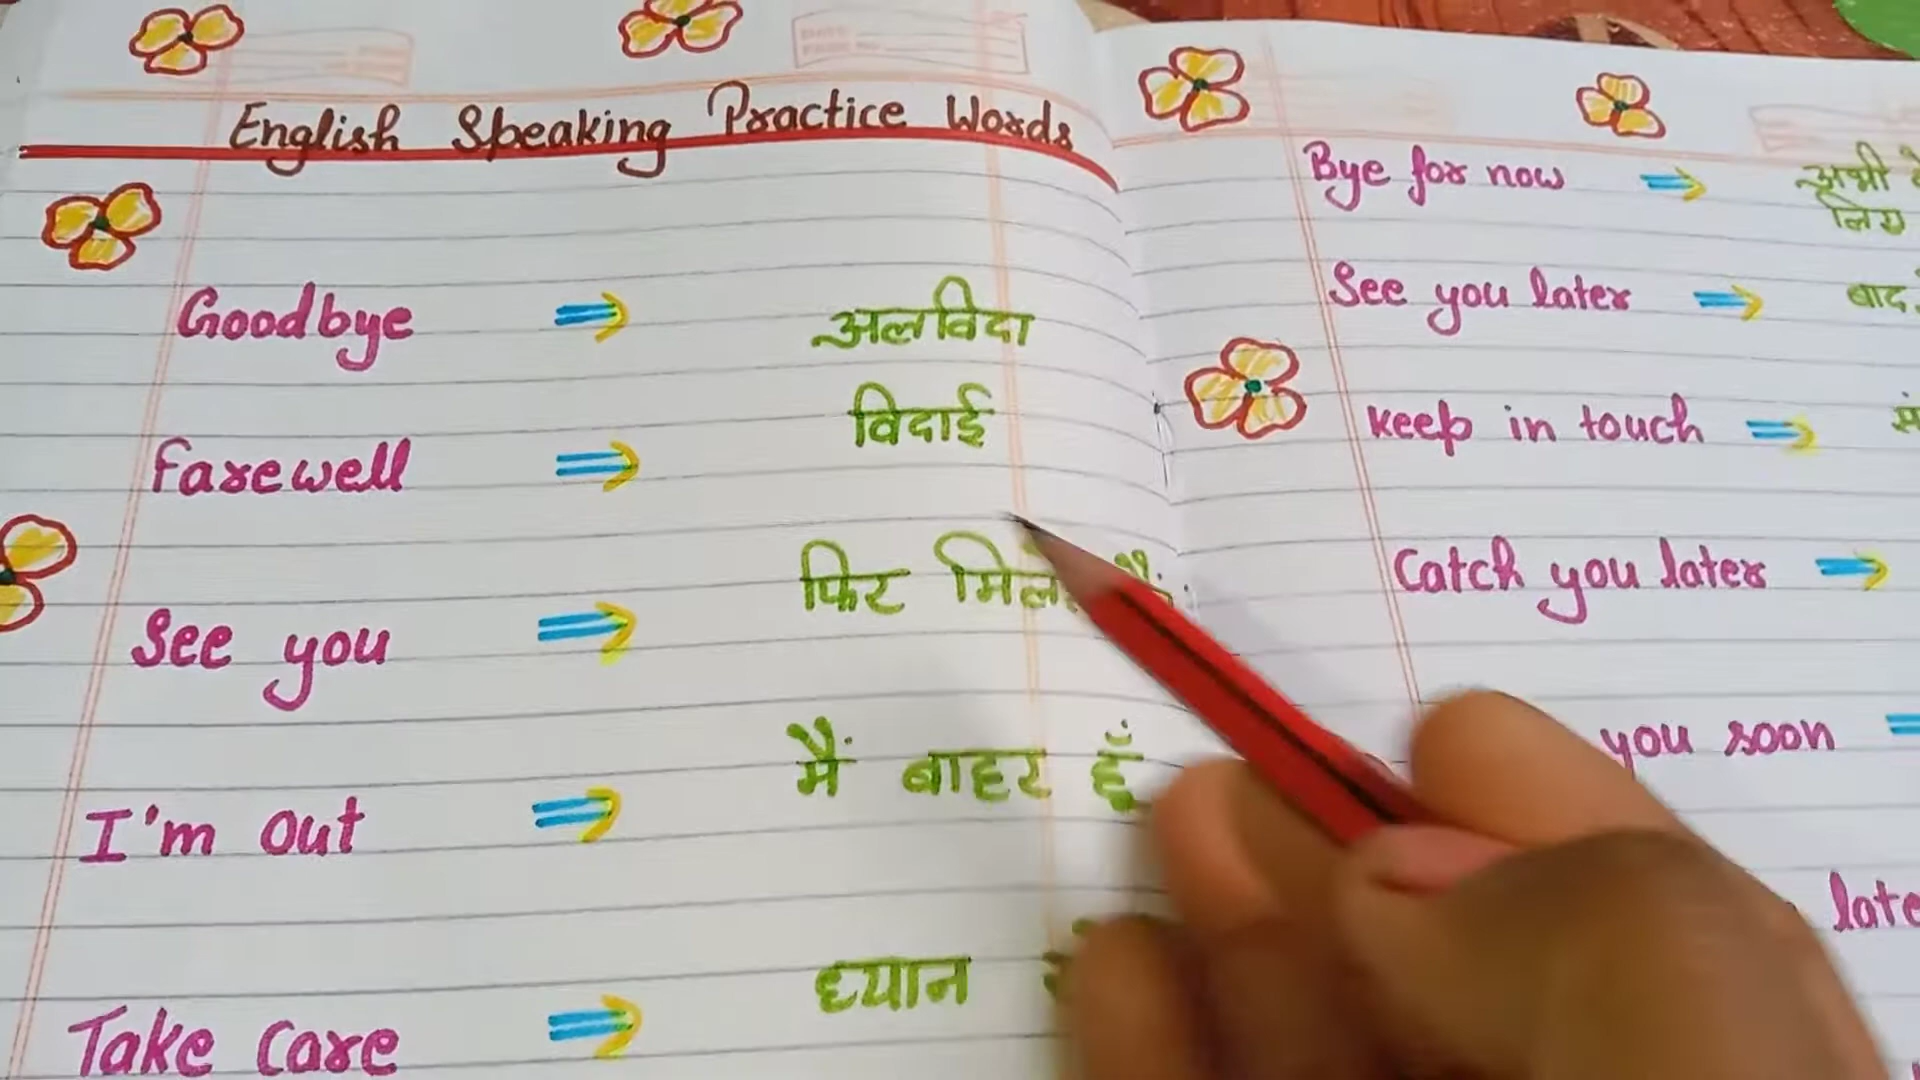 English Speaking Practice Words
Goodbye ⇒ अलविदा
Farewell ⇒ विदाई
See you ⇒ फिर
I'm out ⇒ मैं बाहर हूँ
Take care ⇒ ध्यान
Bye for now ⇒ अभी
लिए
See you later ⇒ बाद
Keep in touch ⇒
Catch you later ⇒
you soon